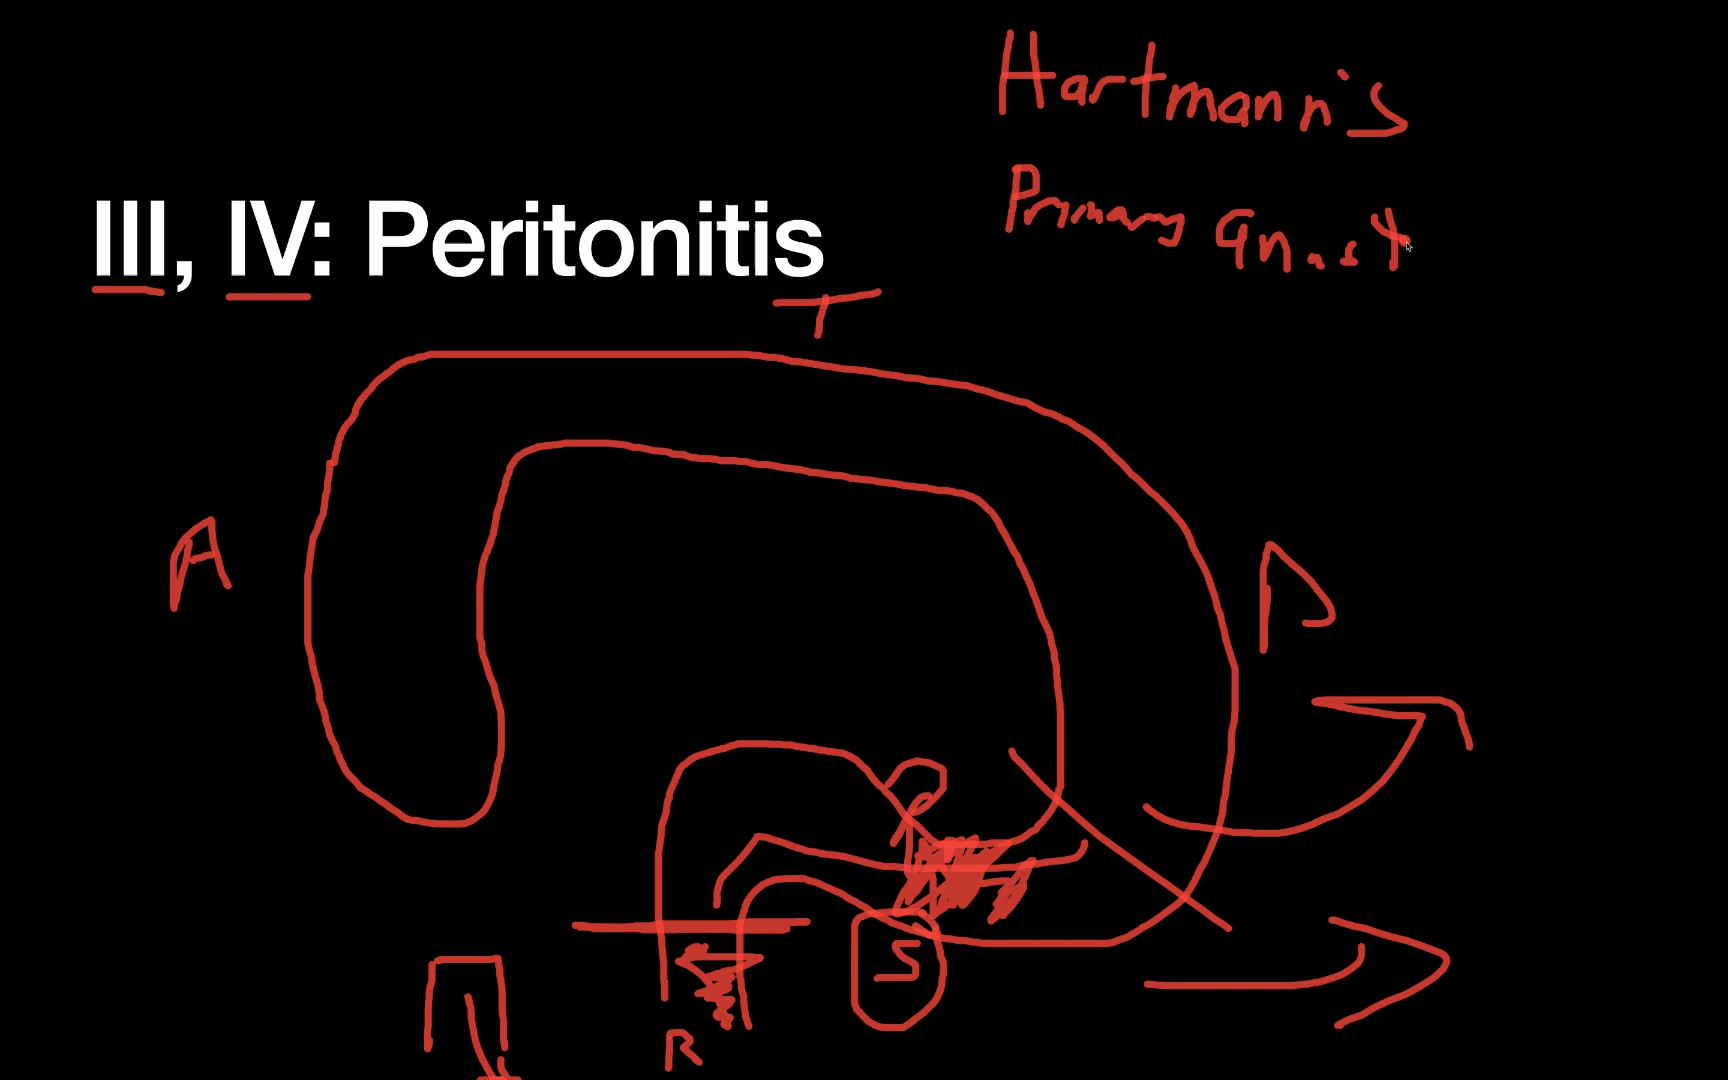 Hartmann's
Primary anast
III, IV: Peritonitis
T
A
D
S
R